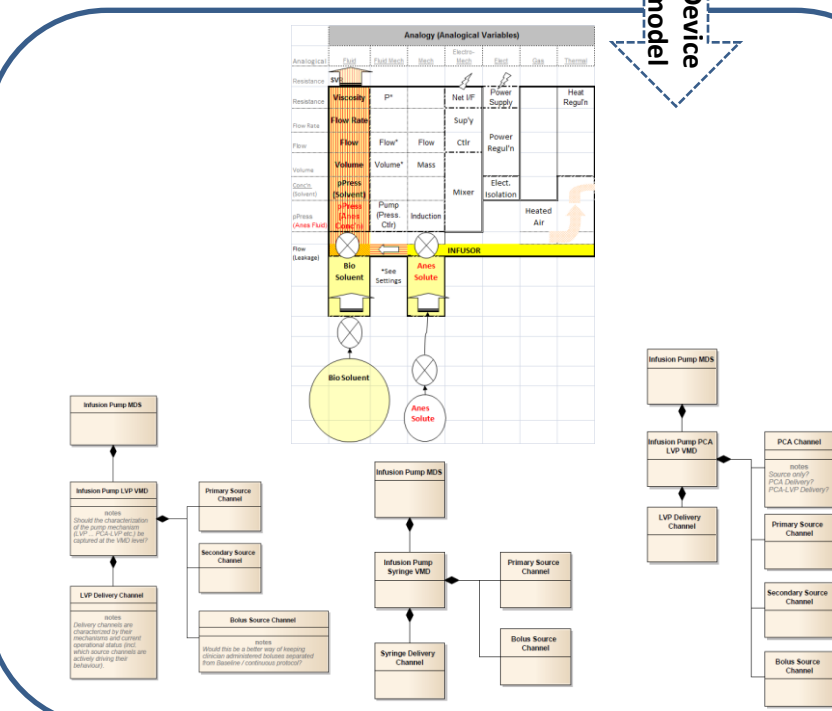 Device
model
Analogy (Analogical Variables)
Analogical Fluid Fluid Mech Mech Electro-Mech Elect Gas Thermal
Resistance SVR
Resistance Viscosity P* Net I/F Power Supply Heat Regul'n
Flow Rate Flow Rate Sup'y
Flow Flow Flow* Flow Ctlr Power Regul'n
Volume Volume Volume* Mass
Conc'n (Solvent) pPress (Solvent) Mixer Elect. Isolation
pPress (Anes Fluid) pPress (Anes Conc'n) Pump (Press. Ctlr) Induction Heated Air
Flow (Leakage) INFUSOR
Bio Soluent *See Settings Anes Solute
Bio Soluent
Anes Solute
Infusion Pump MDS
Infusion Pump LVP VMD
notes
Should the characterization
of the pump mechanism
(LVP ... PCA-LVP etc.) be
captured at the VMD level?
Primary Source
Channel
Secondary Source
Channel
LVP Delivery Channel
notes
Delivery channels are
characterized by their
mechanisms and current
operational status (incl.
which source channels are
actively driving their
behaviour).
Bolus Source Channel
notes
Would this be a better way of keeping
clinician administered boluses separated
from Baseline / continuous protocol?
Infusion Pump MDS
Infusion Pump
Syringe VMD
Primary Source
Channel
Syringe Delivery
Channel
Bolus Source
Channel
Infusion Pump MDS
Infusion Pump PCA
LVP VMD
PCA Channel
notes
Source only?
PCA Delivery?
PCA-LVP Delivery?
LVP Delivery
Channel
Primary Source
Channel
Secondary Source
Channel
Bolus Source
Channel